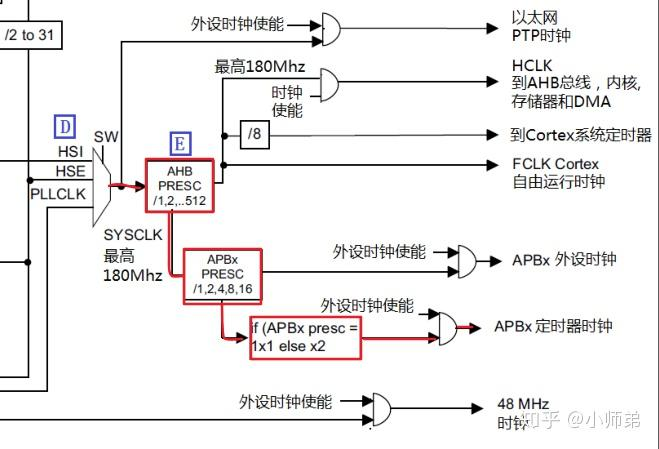 /2 to 31
外设时钟使能
以太网
PTP时钟
最高180Mhz
时钟
使能
HCLK
到AHB总线，内核，
存储器和DMA
D
SW
HSI
HSE
PLLCLK
E
AHB
PRESC
/1,2,..512
/8
到Cortex系统定时器
FCLK Cortex
自由运行时钟
SYSCLK
最高
180Mhz
APBx
PRESC
/1,2,4,8,16
外设时钟使能
APBx 外设时钟
外设时钟使能
if (APBx presc =
1x1 else x2
APBx 定时器时钟
外设时钟使能
48 MHz
时钟
知乎 @小师弟